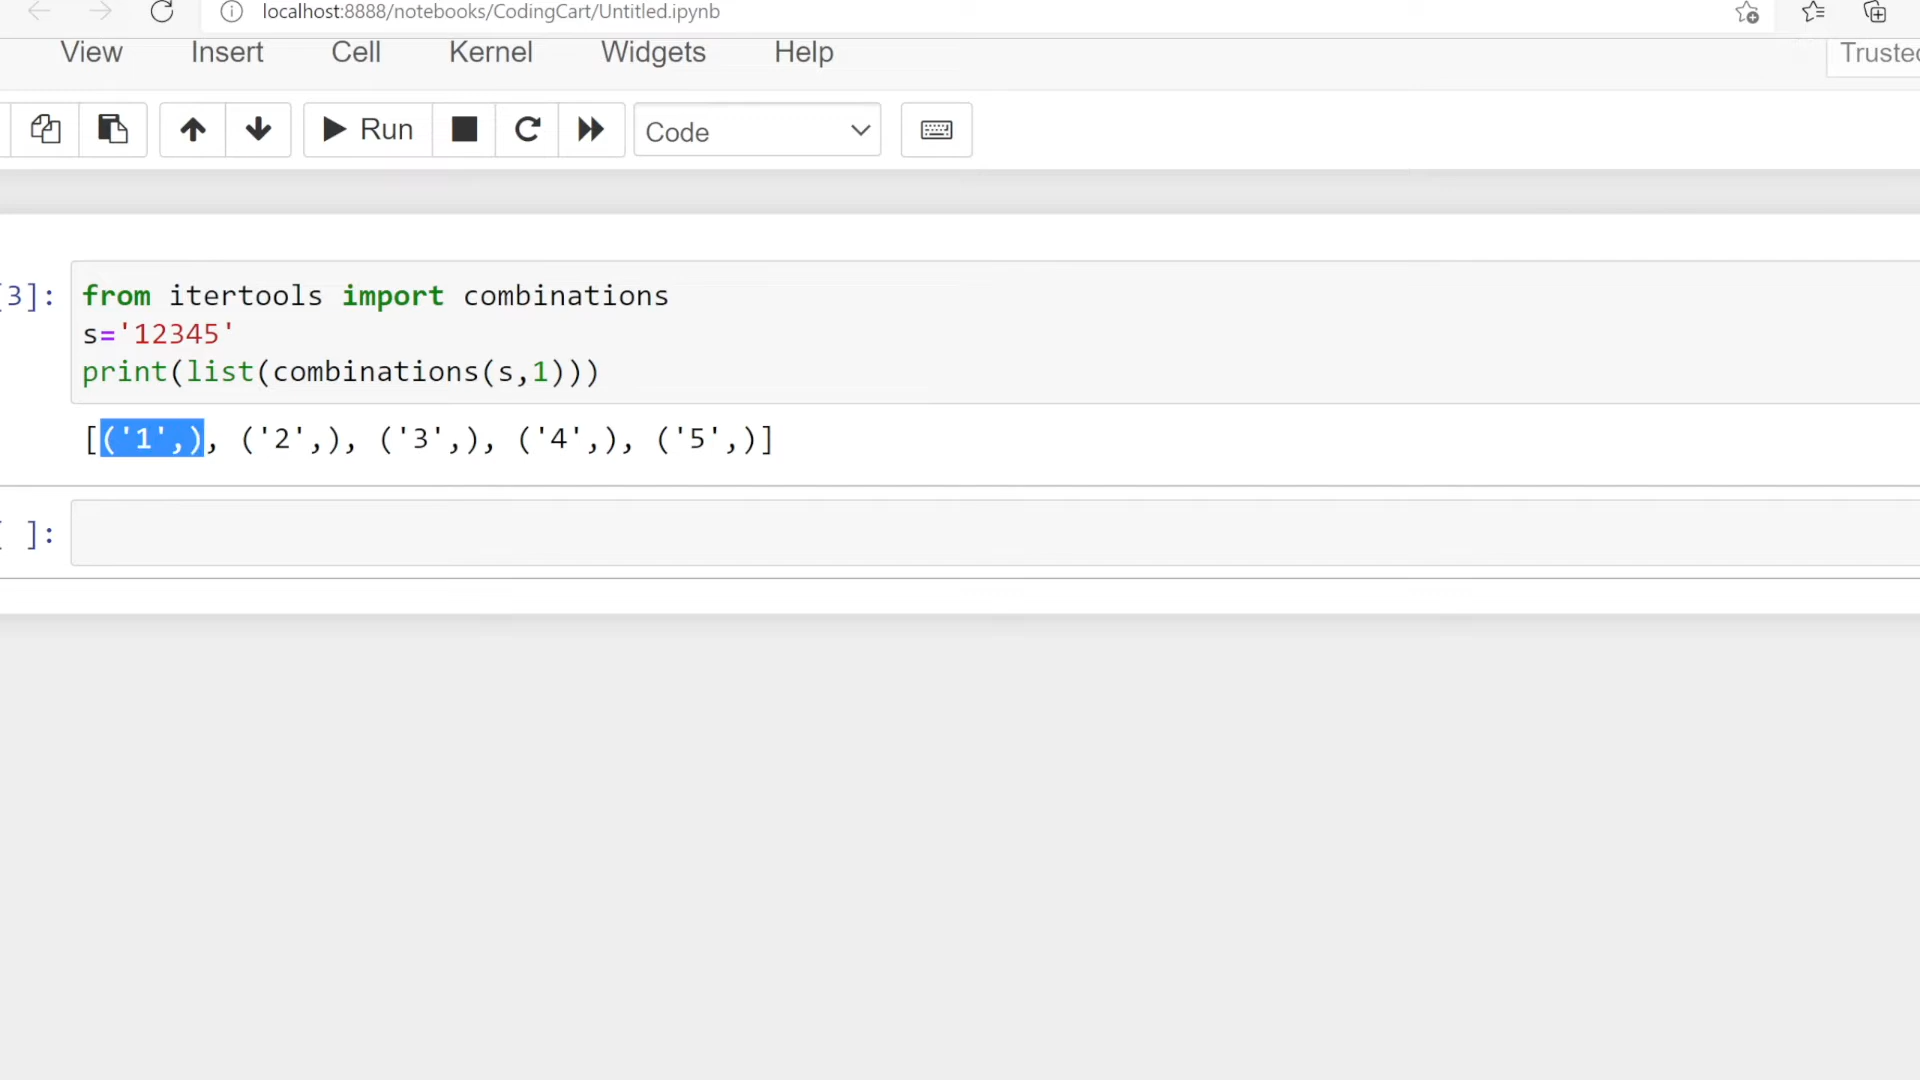 localhost:8888/notebooks/CodingCart/Untitled.ipynb
View Insert Cell Kernel Widgets Help Trusted
Run Code
[3]: from itertools import combinations
s='12345'
print(list(combinations(s,1)))
[('1',), ('2',), ('3',), ('4',), ('5',)]
[ ]: